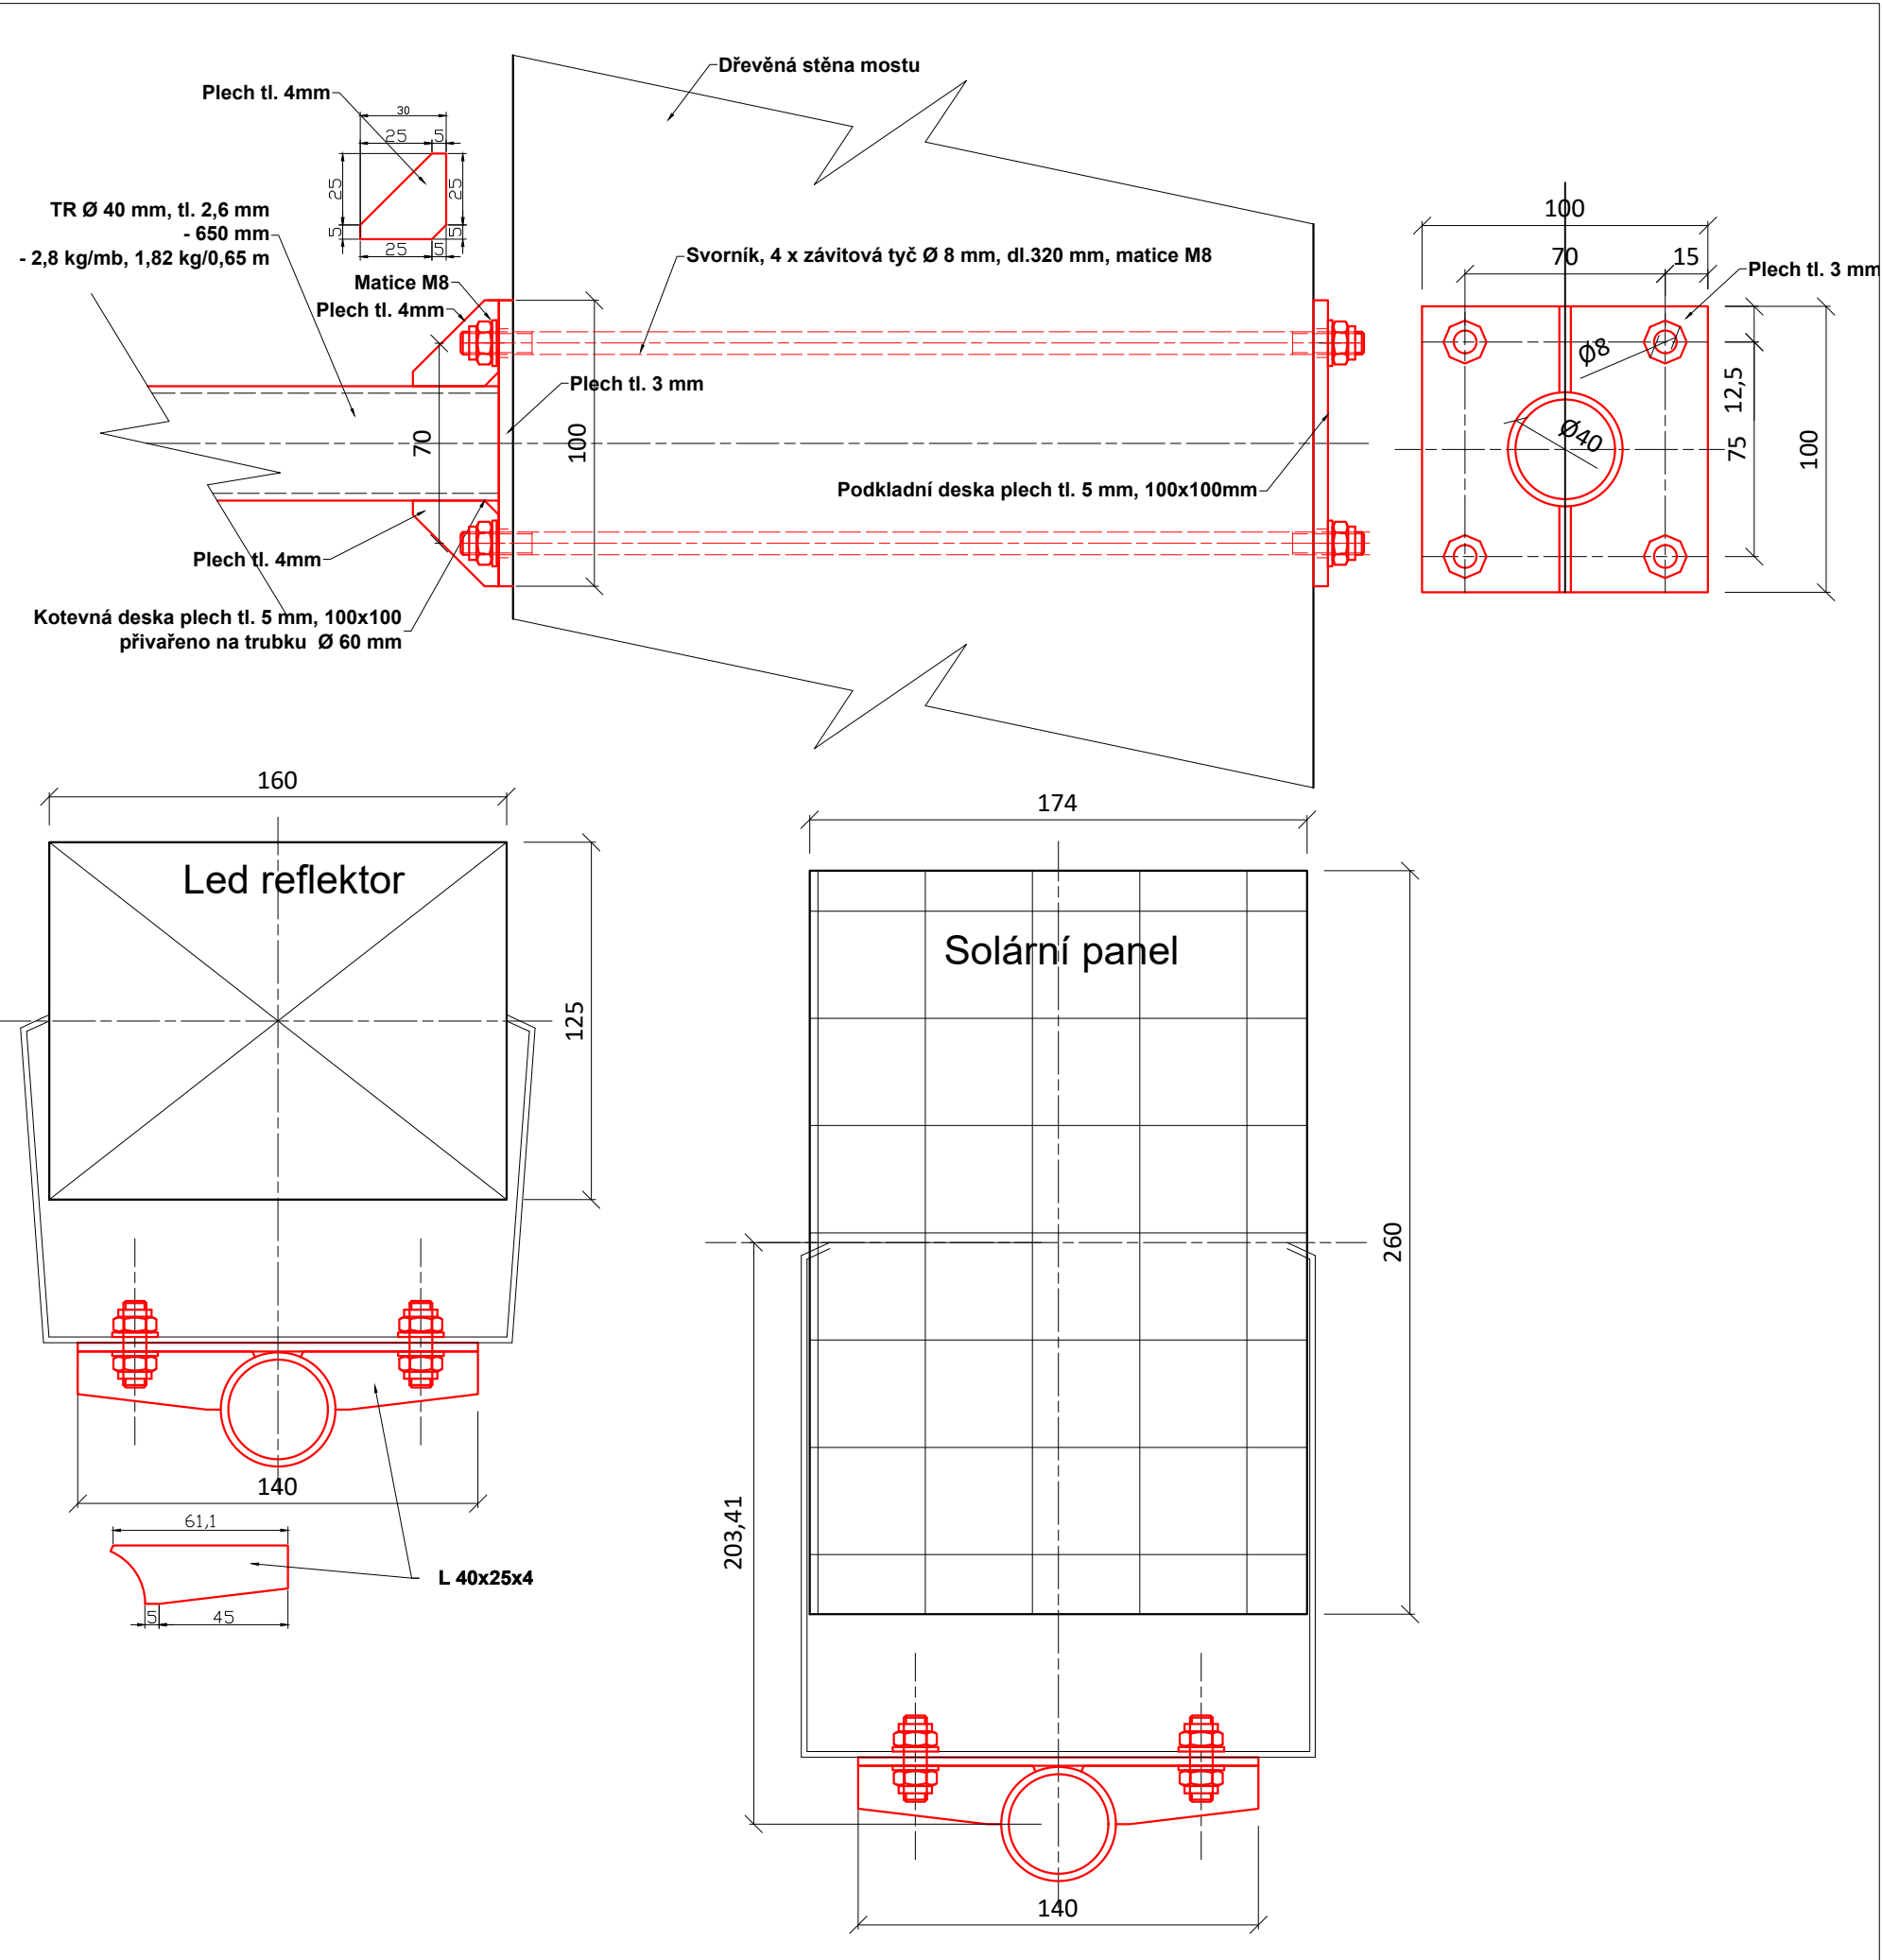 Dřevěná stěna mostu
Plech tl. 4mm
30
25
5
25
25
5
5
25
5
TR Ø 40 mm, tl. 2,6 mm
- 650 mm
- 2,8 kg/mb, 1,82 kg/0,65 m
Svorník, 4 x závitová tyč Ø 8 mm, dl.320 mm, matice M8
Matice M8
Plech tl. 4mm
Plech tl. 3 mm
70
100
Podkladní deska plech tl. 5 mm, 100x100mm
Plech tl. 4mm
Kotevná deska plech tl. 5 mm, 100x100
přivařeno na trubku Ø 60 mm
100
70
15
Plech tl. 3 mm
Ø8
Ø40
12,5
75
100
160
Led reflektor
125
140
61,1
5
45
L 40x25x4
174
Solární panel
260
203,41
140